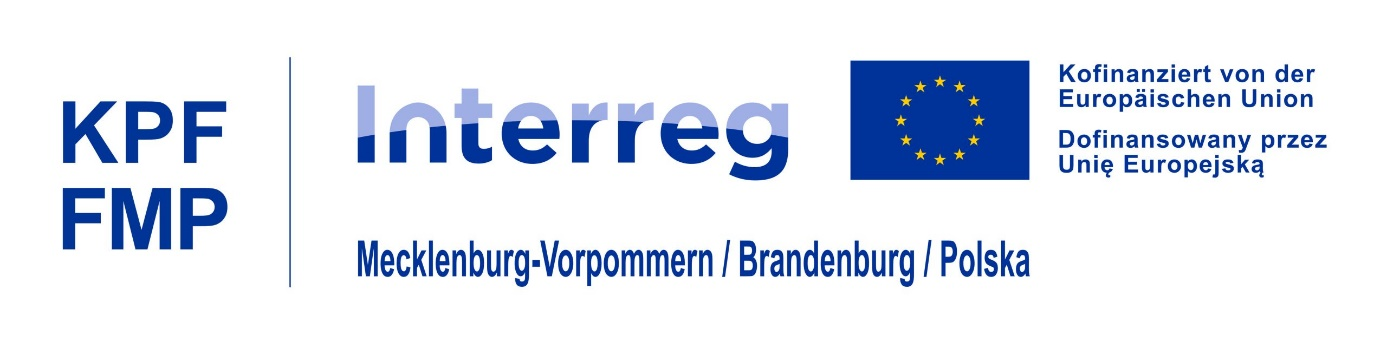 KPF
FMP
Interreg
Kofinanziert von der
Europäischen Union
Dofinansowany przez
Unię Europejską
Mecklenburg-Vorpommern / Brandenburg / Polska